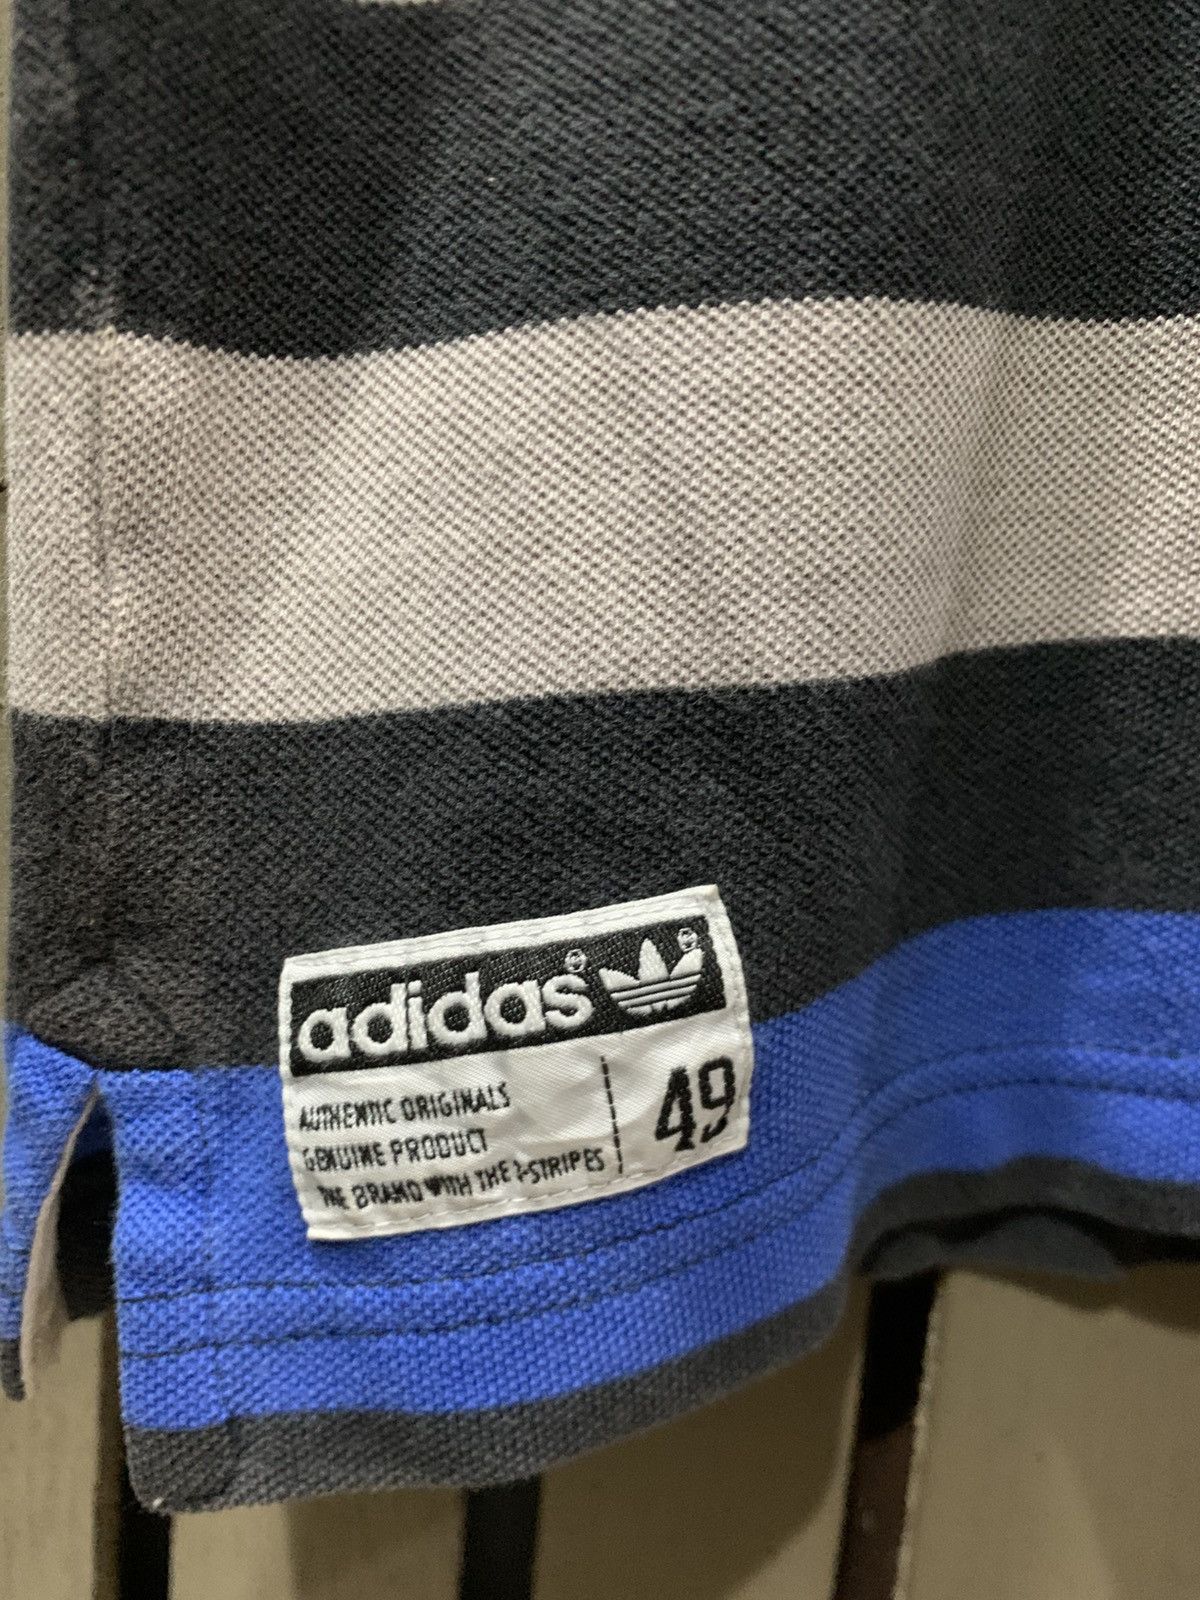 adidas
AUTHENTIC ORIGINALS
GENUINE PRODUCT
THE BRAND WITH THE 3-STRIPES
49